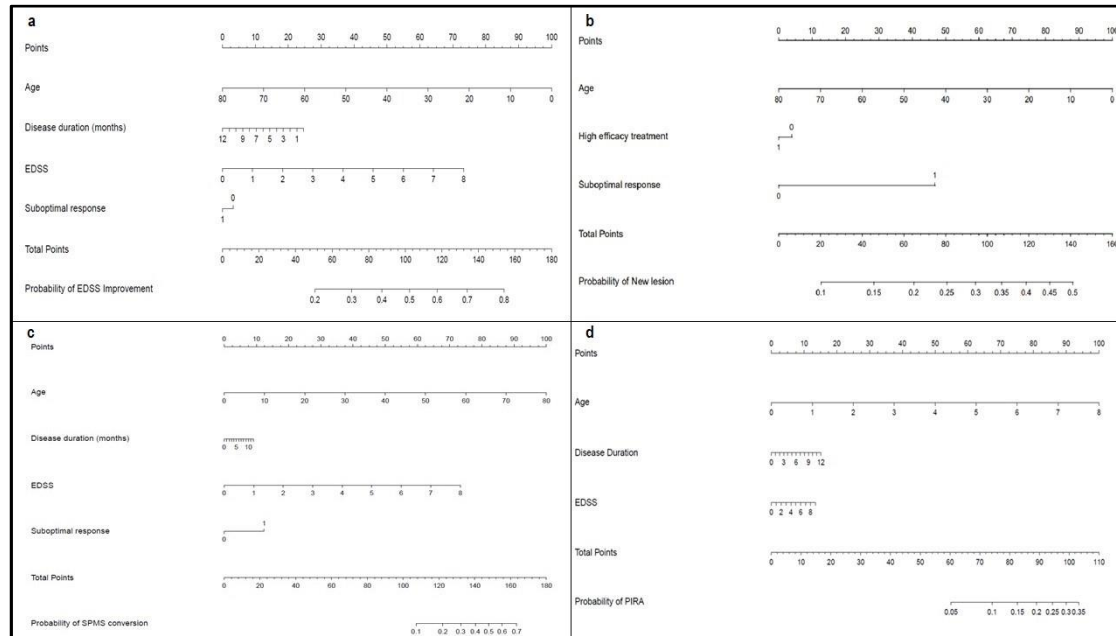 a
Points
0 10 20 30 40 50 60 70 80 90 100
Age
80 70 60 50 40 30 20 10 0
Disease duration (months)
12 9 7 5 3 1
EDSS
0 1 2 3 4 5 6 7 8
Suboptimal response
0
1
Total Points
0 20 40 60 80 100 120 140 160 180
Probability of EDSS Improvement
0.2 0.3 0.4 0.5 0.6 0.7 0.8
b
Points
0 10 20 30 40 50 60 70 80 90 100
Age
80 70 60 50 40 30 20 10 0
High efficacy treatment
0
1
Suboptimal response
1
0
Total Points
0 20 40 60 80 100 120 140 160
Probability of New lesion
0.1 0.15 0.2 0.25 0.3 0.35 0.4 0.45 0.5
c
Points
0 10 20 30 40 50 60 70 80 90 100
Age
0 10 20 30 40 50 60 70 80
Disease duration (months)
0 5 10
EDSS
0 1 2 3 4 5 6 7 8
Suboptimal response
1
0
Total Points
0 20 40 60 80 100 120 140 160 180
Probability of SPMS conversion
0.1 0.2 0.3 0.4 0.5 0.6 0.7
d
Points
0 10 20 30 40 50 60 70 80 90 100
Age
0 1 2 3 4 5 6 7 8
Disease Duration
0 3 6 9 12
EDSS
0 2 4 6 8
Total Points
0 10 20 30 40 50 60 70 80 90 100 110
Probability of PIRA
0.05 0.1 0.15 0.2 0.25 0.3 0.35